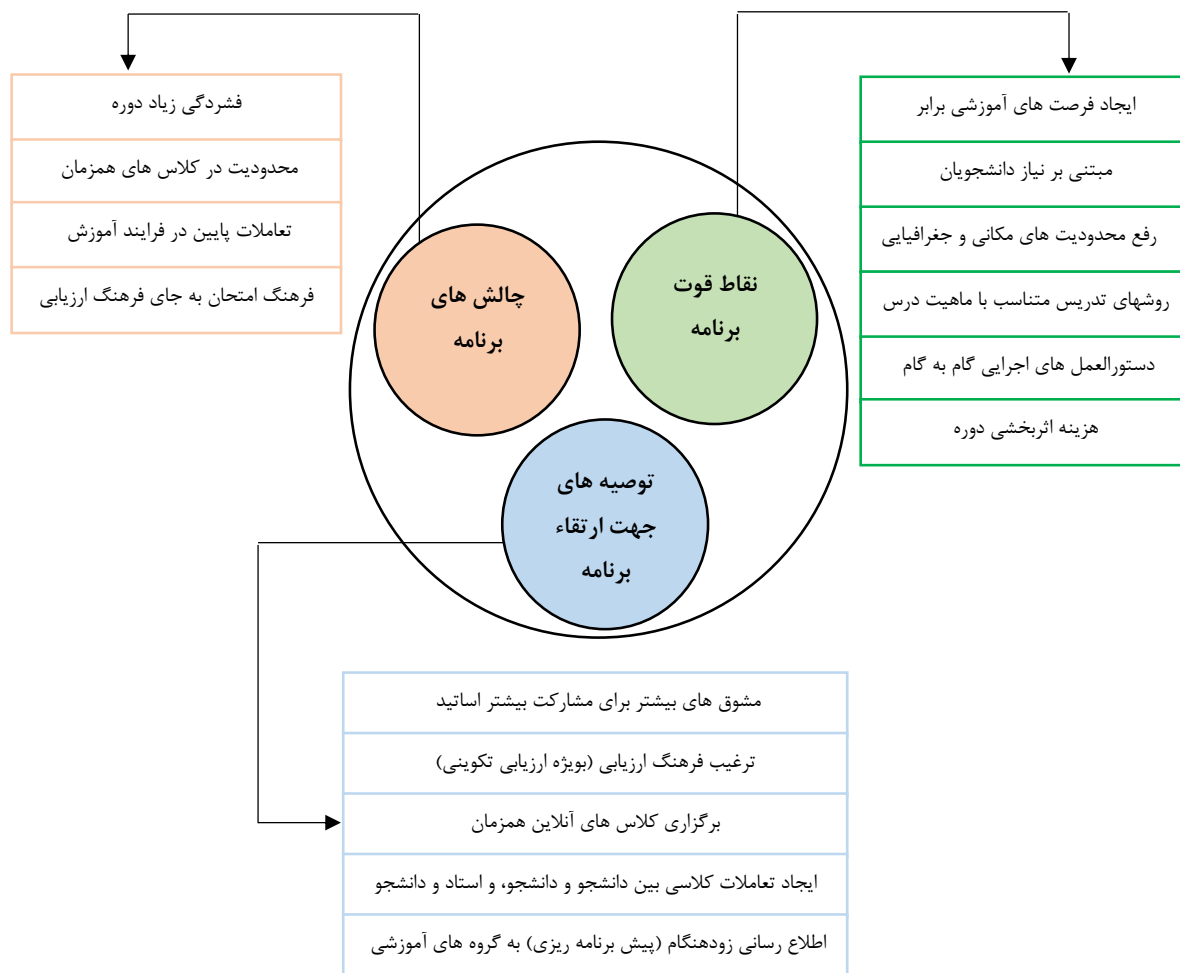 ایجاد فرصت های آموزشی برابر
مبتنی بر نیاز دانشجویان
رفع محدودیت های مکانی و جغرافیایی
روشهای تدریس متناسب با ماهیت درس
دستورالعمل های اجرایی گام به گام
هزینه اثربخشی دوره
فشردگی زیاد دوره
محدودیت در کلاس های همزمان
تعاملات پایین در فرایند آموزش
فرهنگ امتحان به جای فرهنگ ارزیابی
نقاط قوت
برنامه
چالش های
برنامه
توصیه های
جهت ارتقاء
برنامه
مشوق های بیشتر برای مشارکت بیشتر اساتید
ترغیب فرهنگ ارزیابی (بویژه ارزیابی تکوینی)
برگزاری کلاس های آنلاین همزمان
ایجاد تعاملات کلاسی بین دانشجو و دانشجو، و استاد و دانشجو
اطلاع رسانی زودهنگام (پیش برنامه ریزی) به گروه های آموزشی